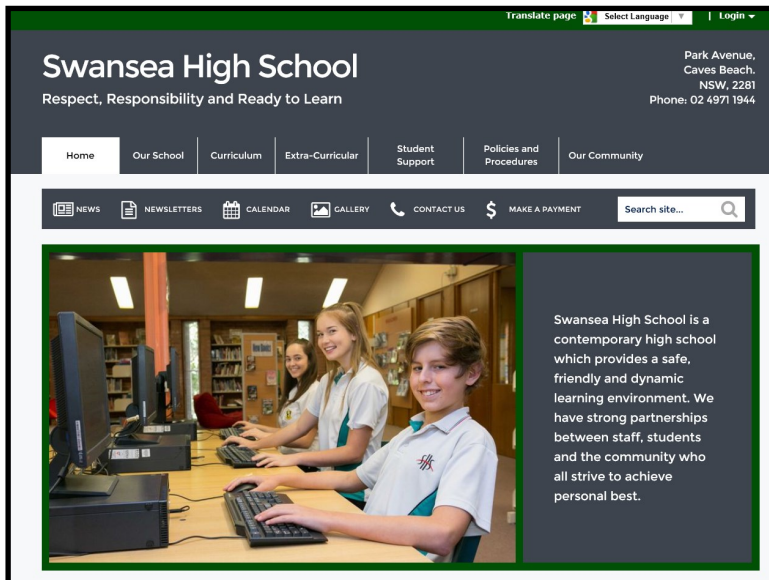 Translate page Select Language ▼ | Login
Swansea High School
Respect, Responsibility and Ready to Learn
Park Avenue,
Caves Beach.
NSW, 2281
Phone: 02 4971 1944
Home
Our School
Curriculum
Extra-Curricular
Student
Support
Policies and
Procedures
Our Community
NEWS
NEWSLETTERS
CALENDAR
GALLERY
CONTACT US
$ MAKE A PAYMENT
Search site...
New Books
SHS
Swansea High School is a
contemporary high school
which provides a safe,
friendly and dynamic
learning environment. We
have strong partnerships
between staff, students
and the community who
all strive to achieve
personal best.